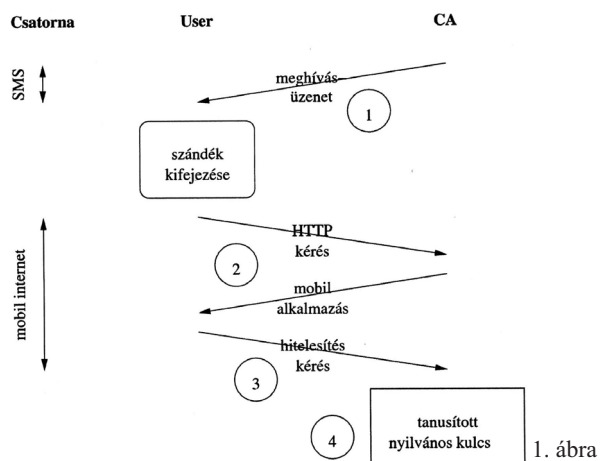 Csatorna User CA
SMS
meghívás-
üzenet
1
szándék
kifejezése
mobil internet
HTTP
kérés
2
mobil
alkalmazás
hitelesítés
kérés
3
4
tanusított
nyilvános kulcs
1. ábra